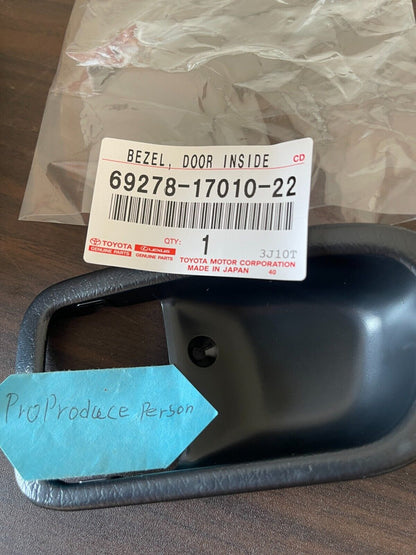 BEZEL, DOOR INSIDE CD
69278-17010-22
TOYOTA GENUINE PARTS LEXUS GENUINE PARTS QTY: 1 3J10T
TOYOTA MOTOR CORPORATION
MADE IN JAPAN 40
ProProduce Person